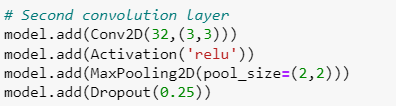 # Second convolution layer
model.add(Conv2D(32,(3,3)))
model.add(Activation('relu'))
model.add(MaxPooling2D(pool_size=(2,2)))
model.add(Dropout(0.25))